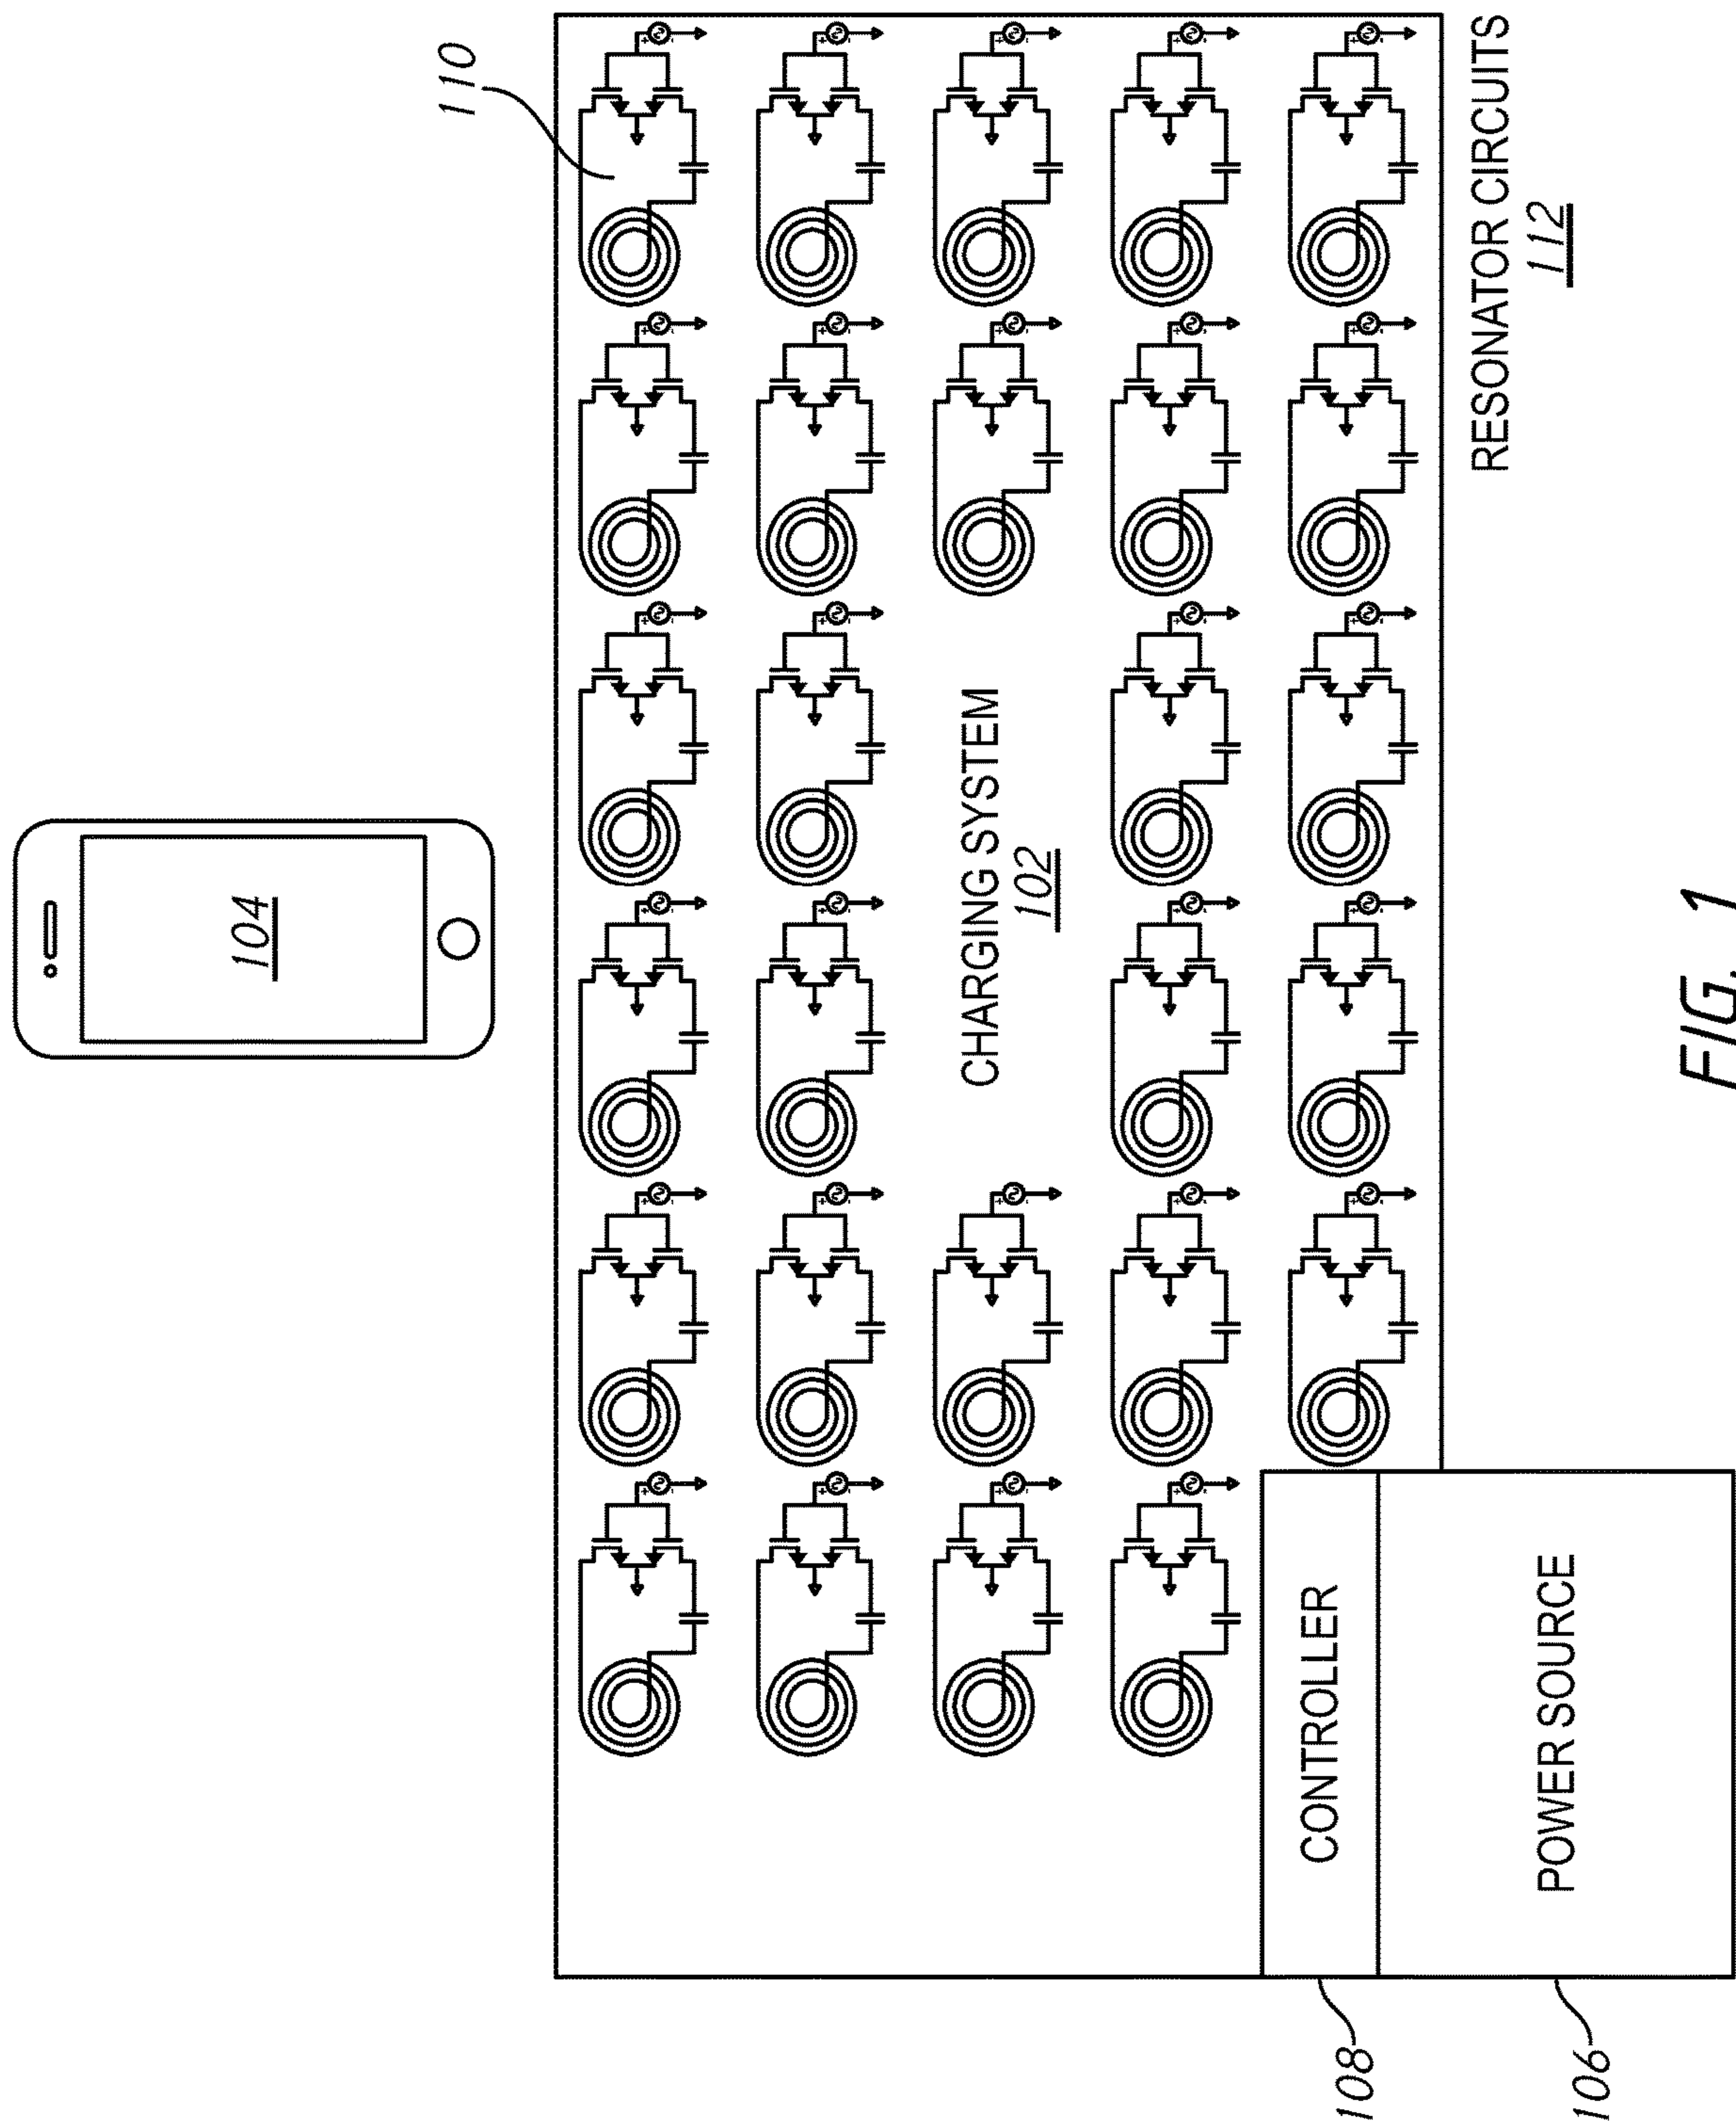 104
110
CHARGING SYSTEM
102
RESONATOR CIRCUITS
112
CONTROLLER
108
POWER SOURCE
106
FIG. 1